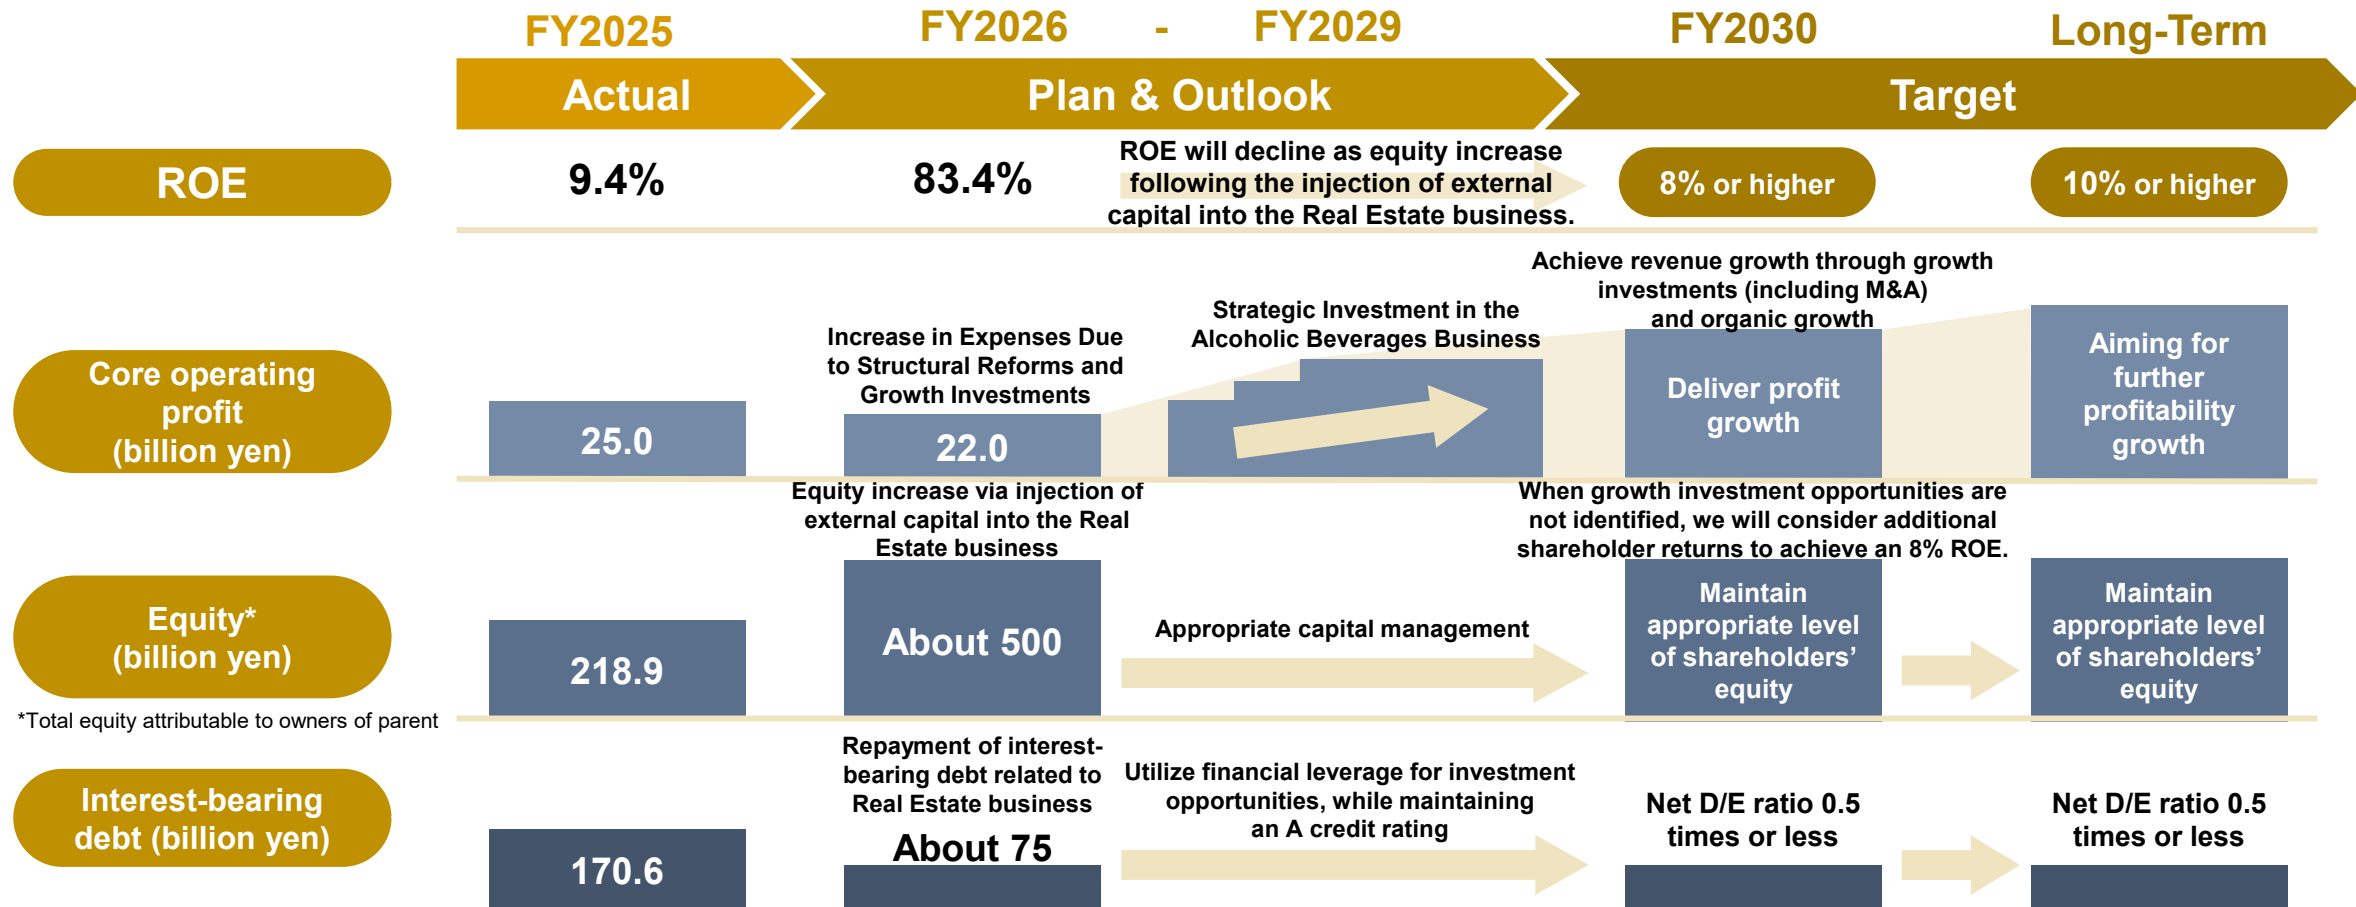 FY2025
FY2026 - FY2029
FY2030
Long-Term
Actual
Plan & Outlook
Target
ROE
9.4%
83.4%
ROE will decline as equity increase
following the injection of external
capital into the Real Estate business.
8% or higher
10% or higher
Core operating
profit
(billion yen)
25.0
Increase in Expenses Due
to Structural Reforms and
Growth Investments
22.0
Strategic Investment in the
Alcoholic Beverages Business
Achieve revenue growth through growth
investments (including M&A)
and organic growth
Deliver profit
growth
Aiming for
further
profitability
growth
Equity*
(billion yen)
*Total equity attributable to owners of parent
218.9
Equity increase via injection of
external capital into the Real
Estate business
About 500
Appropriate capital management
When growth investment opportunities are
not identified, we will consider additional
shareholder returns to achieve an 8% ROE.
Maintain
appropriate level
of shareholders’
equity
Maintain
appropriate level
of shareholders’
equity
Interest-bearing
debt (billion yen)
170.6
Repayment of interest-
bearing debt related to
Real Estate business
About 75
Utilize financial leverage for investment
opportunities, while maintaining
an A credit rating
Net D/E ratio 0.5
times or less
Net D/E ratio 0.5
times or less